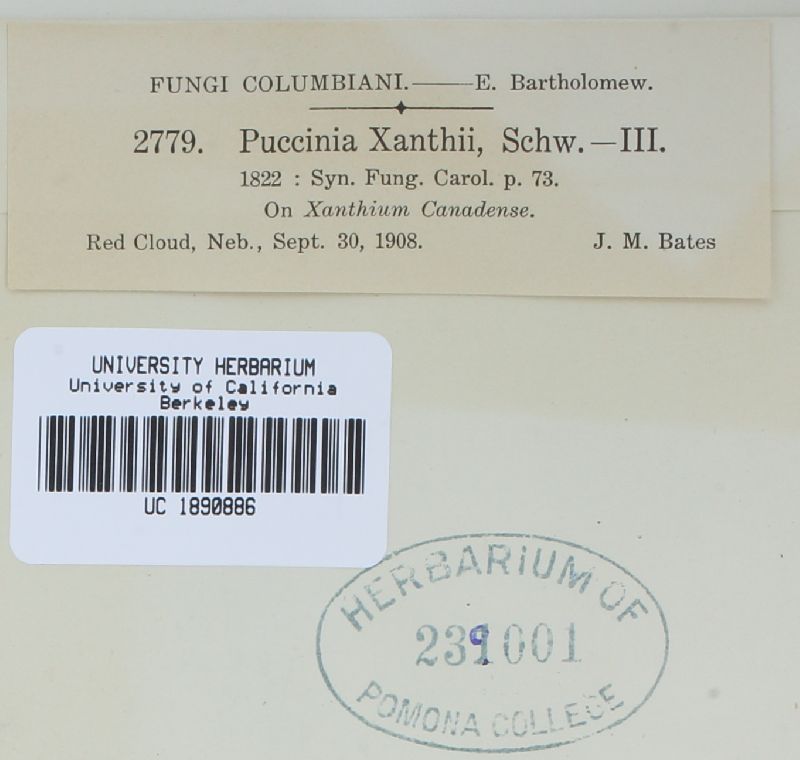 FUNGI COLUMBIANI.——E. Bartholomew.
2779. Puccinia Xanthii, Schw.—III.
1822 : Syn. Fung. Carol. p. 73.
On Xanthium Canadense.
Red Cloud, Neb., Sept. 30, 1908. J. M. Bates
UNIVERSITY HERBARIUM
University of California
Berkeley
UC 1890886
HERBARIUM OF
239001
POMONA COLLEGE